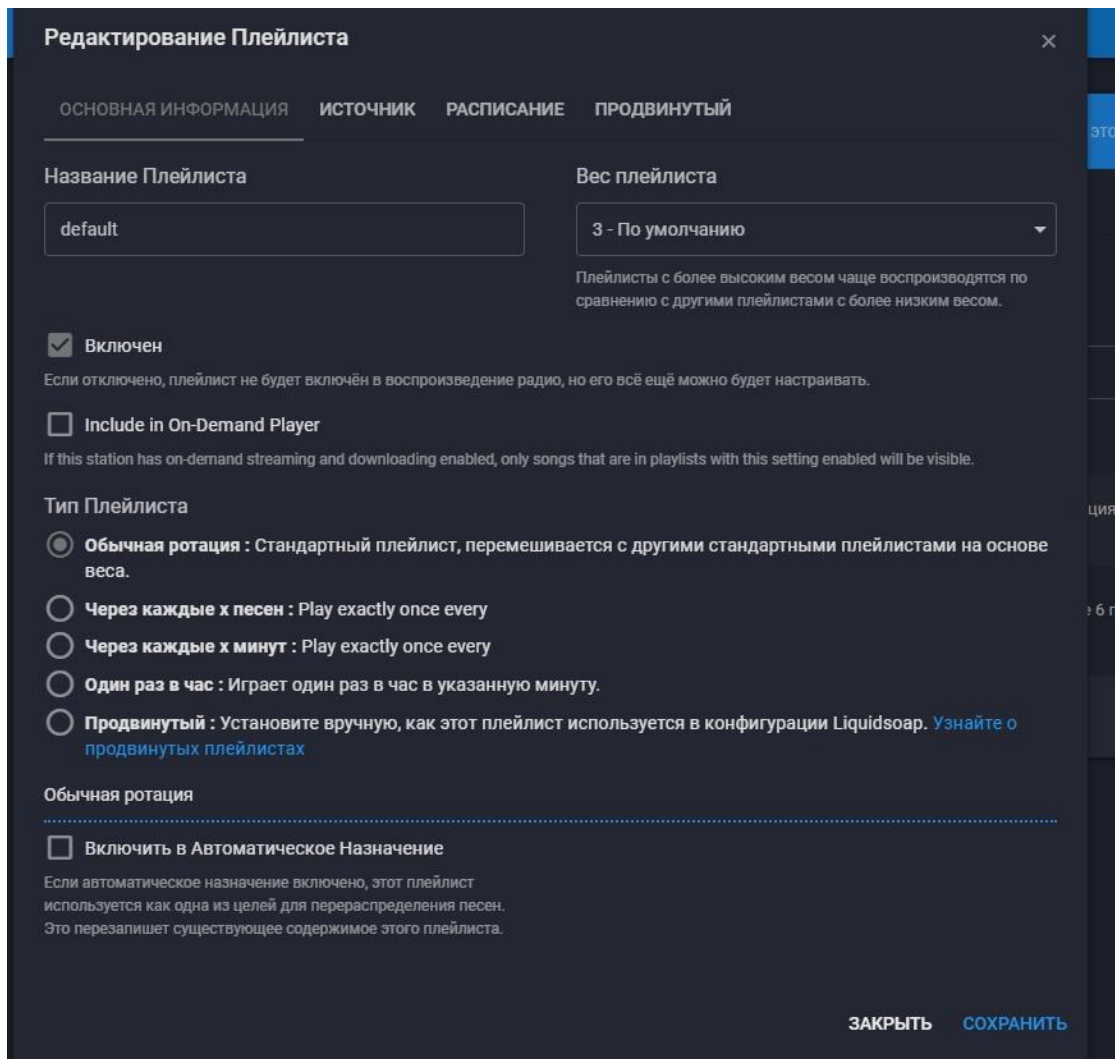 Редактирование Плейлиста
ОСНОВНАЯ ИНФОРМАЦИЯ ИСТОЧНИК РАСПИСАНИЕ ПРОДВИНУТЫЙ
Название Плейлиста
default
Вес плейлиста
3 - По умолчанию
Плейлисты с более высоким весом чаще воспроизводятся по
сравнению с другими плейлистами с более низким весом.
Включен
Если отключено, плейлист не будет включён в воспроизведение радио, но его всё ещё можно будет настраивать.
Include in On-Demand Player
If this station has on-demand streaming and downloading enabled, only songs that are in playlists with this setting enabled will be visible.
Тип Плейлиста
Обычная ротация : Стандартный плейлист, перемешивается с другими стандартными плейлистами на основе
веса.
Через каждые x песен : Play exactly once every
Через каждые x минут : Play exactly once every
Один раз в час : Играет один раз в час в указанную минуту.
Продвинутый : Установите вручную, как этот плейлист используется в конфигурации Liquidsoap. Узнайте о
продвинутых плейлистах
Обычная ротация
Включить в Автоматическое Назначение
Если автоматическое назначение включено, этот плейлист
используется как одна из целей для перераспределения песен.
Это перезапишет существующее содержимое этого плейлиста.
ЗАКРЫТЬ СОХРАНИТЬ